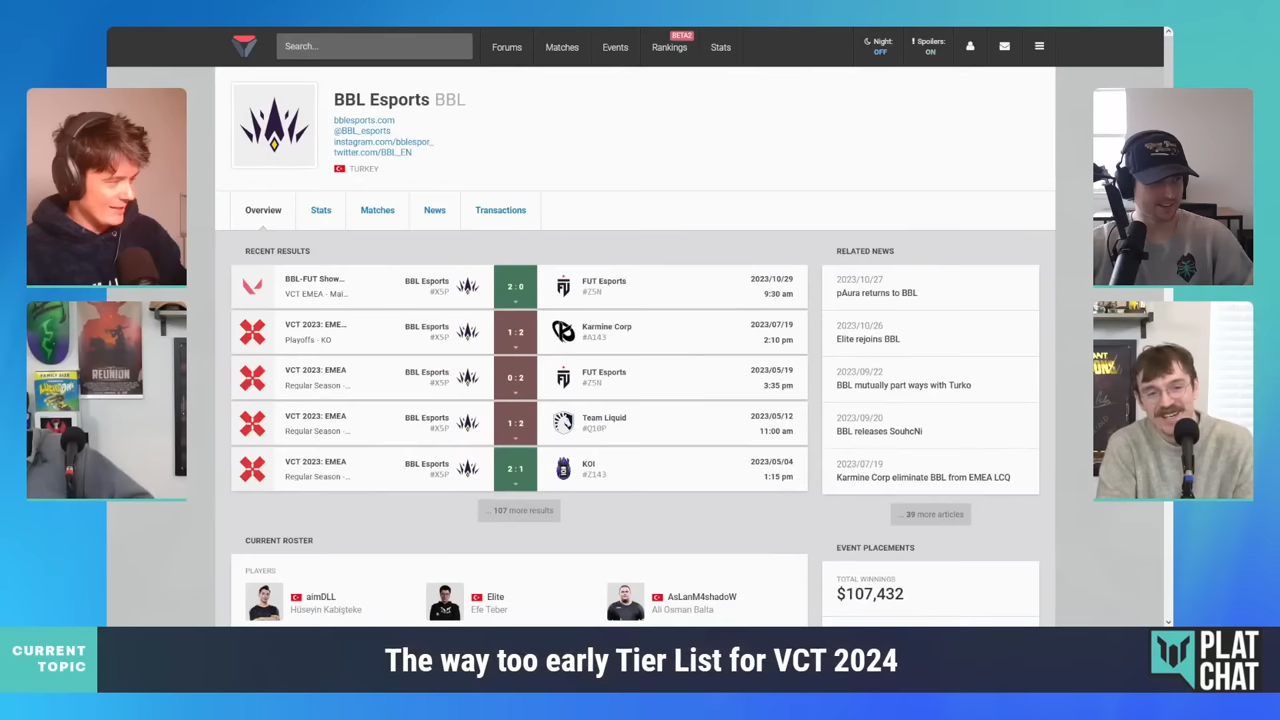 Search...
Forums
Matches
Events
BETA2
Rankings
Stats
Night:
OFF
Spoilers:
ON
BBL Esports BBL
bblesports.com
@BBL_esports
instagram.com/bblespor_
twitter.com/BBL_EN
TURKEY
Overview
Stats
Matches
News
Transactions
RECENT RESULTS
BBL-FUT Show...
VCT EMEA - Mai...
BBL Esports
#X5P
2 : 0
FUT Esports
#Z5N
2023/10/29
9:30 am
VCT 2023: EME...
Playoffs - KO
BBL Esports
#X5P
1 : 2
Karmine Corp
#A143
2023/07/19
2:10 pm
VCT 2023: EMEA
Regular Season -...
BBL Esports
#X5P
0 : 2
FUT Esports
#Z5N
2023/05/19
3:35 pm
VCT 2023: EMEA
Regular Season -...
BBL Esports
#X5P
1 : 2
Team Liquid
#Q10P
2023/05/12
11:00 am
VCT 2023: EMEA
Regular Season -...
BBL Esports
#X5P
2 : 1
KOI
#Z143
2023/05/04
1:15 pm
... 107 more results
RELATED NEWS
2023/10/27
pAura returns to BBL
2023/10/26
Elite rejoins BBL
2023/09/22
BBL mutually part ways with Turko
2023/09/20
BBL releases SouhcNi
2023/07/19
Karmine Corp eliminate BBL from EMEA LCQ
... 39 more articles
CURRENT ROSTER
PLAYERS
aimDLL
Hüseyin Kabişteke
Elite
Efe Teber
AsLanM4shadoW
Ali Osman Balta
EVENT PLACEMENTS
TOTAL WINNINGS
$107,432
REUNION
CURRENT
TOPIC
The way too early Tier List for VCT 2024
PLAT
CHAT